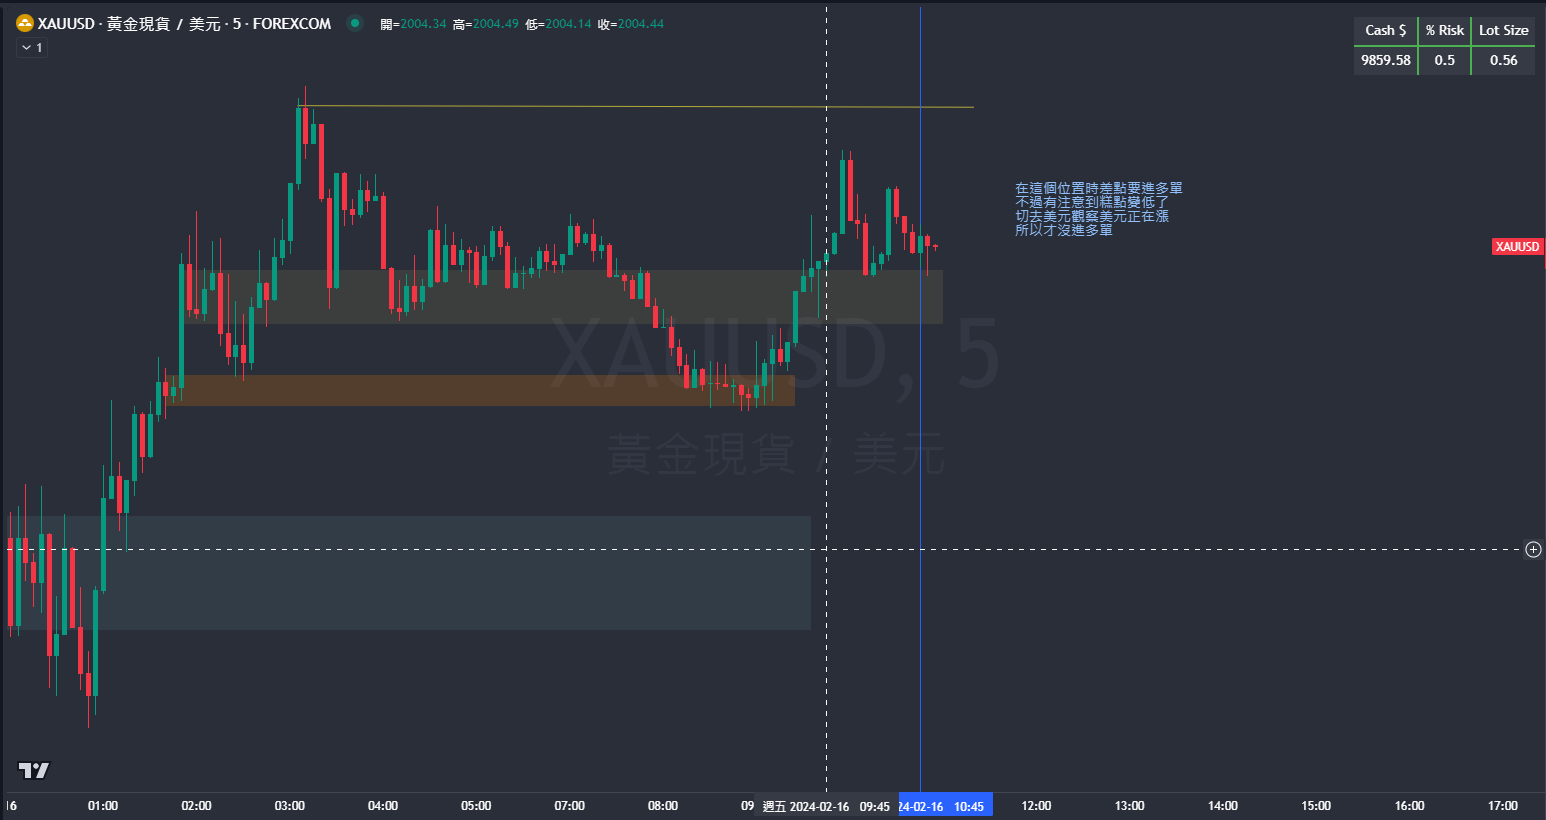 XAUUSD · 黃金現貨 / 美元 · 5 · FOREXCOM 開=2004.34 高=2004.49 低=2004.14 收=2004.44
1
Cash $ % Risk Lot Size
9859.58 0.5 0.56
在這個位置時差點要進多單
不過有注意到糕點變低了
切去美元觀察美元正在漲
所以才沒進多單
XAUUSD
XAUUSD, 5
黃金現貨 / 美元
16 01:00 02:00 03:00 04:00 05:00 06:00 07:00 08:00 09 週五 2024-02-16 09:45 24-02-16 10:45 12:00 13:00 14:00 15:00 16:00 17:00